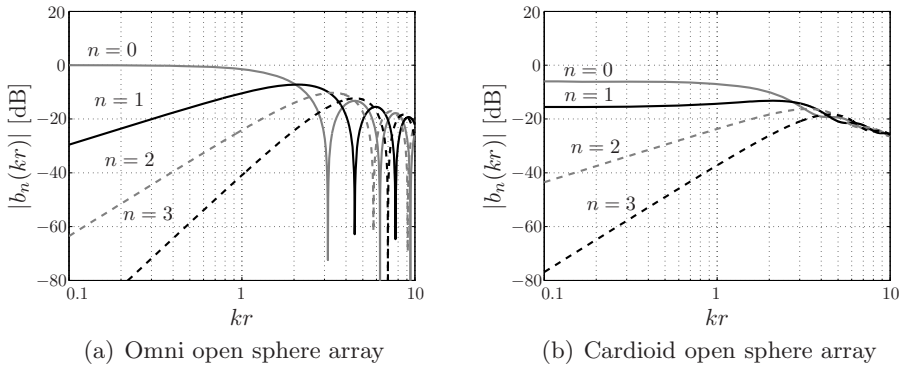 |b_n(kr)| [dB]
0
−20
−40
−60
−80
n = 0
n = 1
n = 2
n = 3
0.1
1
10
kr
(a) Omni open sphere array
|b_n(kr)| [dB]
0
−20
−40
−60
−80
n = 0
n = 1
n = 2
n = 3
0.1
1
10
kr
(b) Cardioid open sphere array